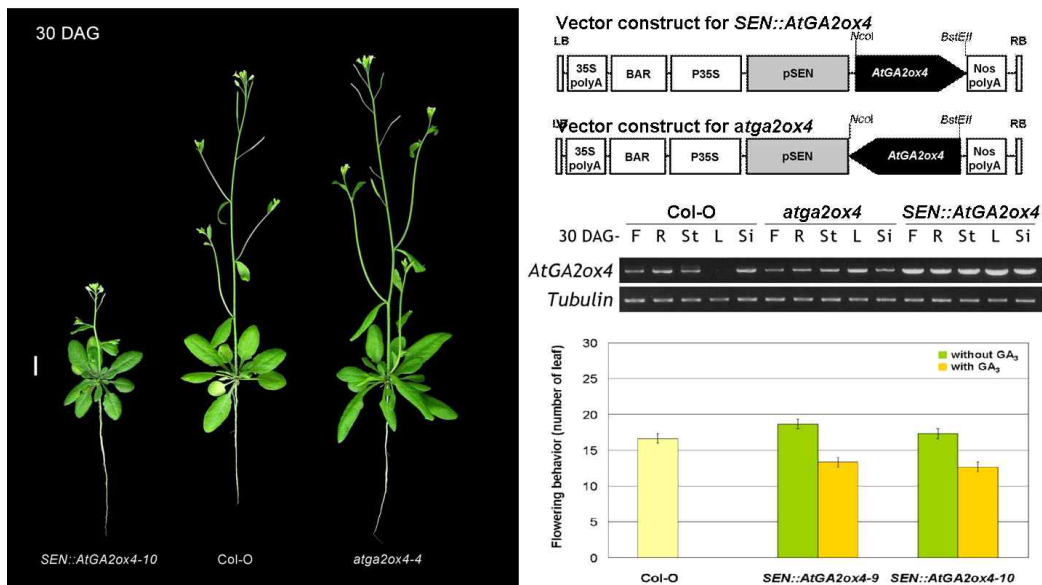 30 DAG
SEN::AtGA2ox4-10 Col-O atga2ox4-4
Vector construct for SEN::AtGA2ox4
NcoI BstEII
LB RB
35S polyA BAR P35S pSEN AtGA2ox4 Nos polyA
Vector construct for atga2ox4
NcoI BstEII
LB RB
35S polyA BAR P35S pSEN AtGA2ox4 Nos polyA
Col-O atga2ox4 SEN::AtGA2ox4
30 DAG- F R St L Si F R St L Si F R St L Si
AtGA2ox4
Tubulin
Flowering behavior (number of leaf)
30
25
20
15
10
5
0
without GA3
with GA3
Col-O SEN::AtGA2ox4-9 SEN::AtGA2ox4-10